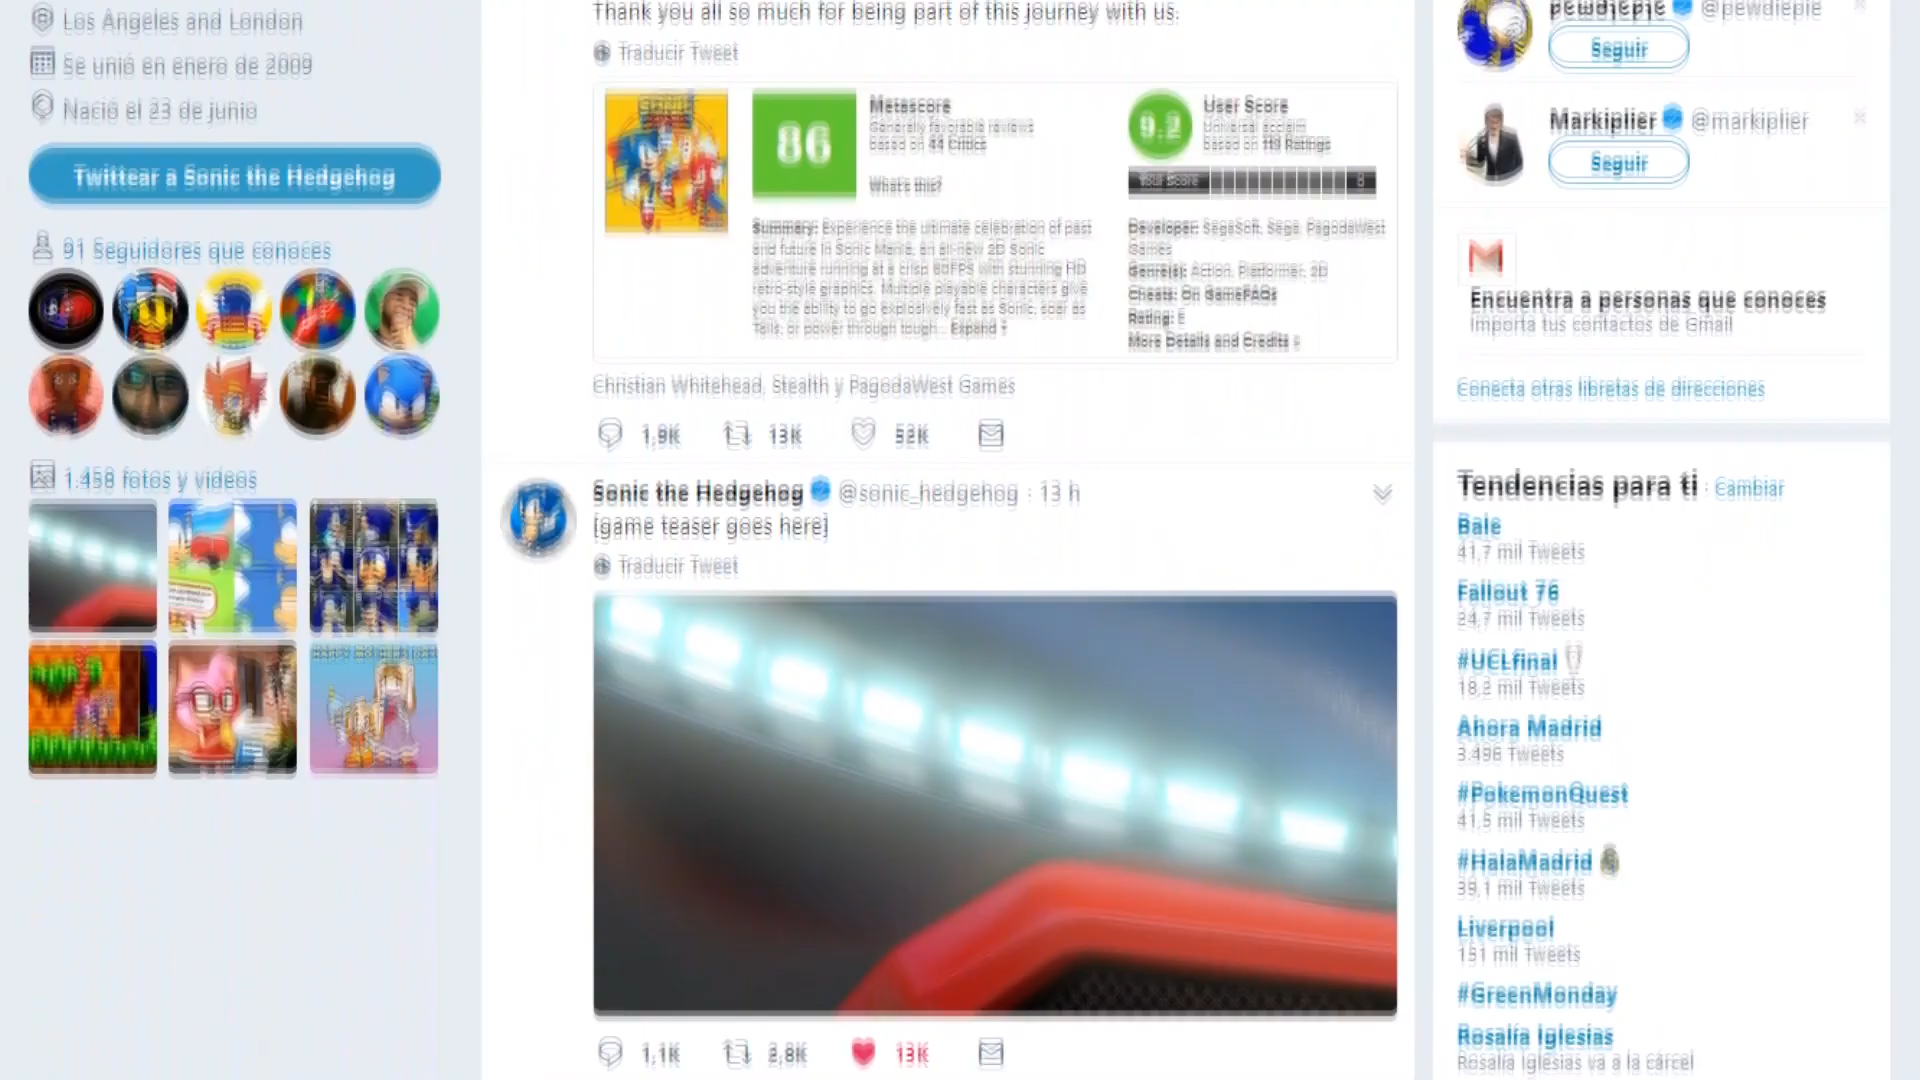 Los Angeles and London
Se unió en enero de 2009
Nació el 23 de junio
Twittear a Sonic the Hedgehog
91 Seguidores que conoces
1.458 fotos y videos
Thank you all so much for being part of this journey with us.
Traducir Tweet
86
Metascore
Generally favorable reviews
based on 44 Critics
What's this?
Summary: Experience the ultimate celebration of past
and future in Sonic Mania, an all-new 2D Sonic
adventure running at a crisp 60FPS with stunning HD
retro-style graphics. Multiple playable characters give
you the ability to go explosively fast as Sonic, soar as
Tails, or power through tough... Expand
9.2
User Score
Universal acclaim
based on 119 Ratings
Your Score
Developer: SegaSoft, Sega, PagodaWest
Games
Genre(s): Action, Platformer, 2D
Cheats: On GameFAQs
Rating: E
More Details and Credits
Christian Whitehead, Stealth y PagodaWest Games
1,9K 13K 52K
Sonic the Hedgehog @sonic_hedgehog · 13 h
[game teaser goes here]
Traducir Tweet
1,1K 2,8K 13K
pewdiepie @pewdiepie
Seguir
Markiplier @markiplier
Seguir
Encuentra a personas que conoces
Importa tus contactos de Gmail
Conecta otras libretas de direcciones
Tendencias para ti · Cambiar
Bale
41,7 mil Tweets
Fallout 76
24,7 mil Tweets
#UCLfinal
18,2 mil Tweets
Ahora Madrid
3.496 Tweets
#PokemonQuest
41,5 mil Tweets
#HalaMadrid
39,1 mil Tweets
Liverpool
151 mil Tweets
#GreenMonday
Rosalía Iglesias
Rosalía Iglesias va a la cárcel